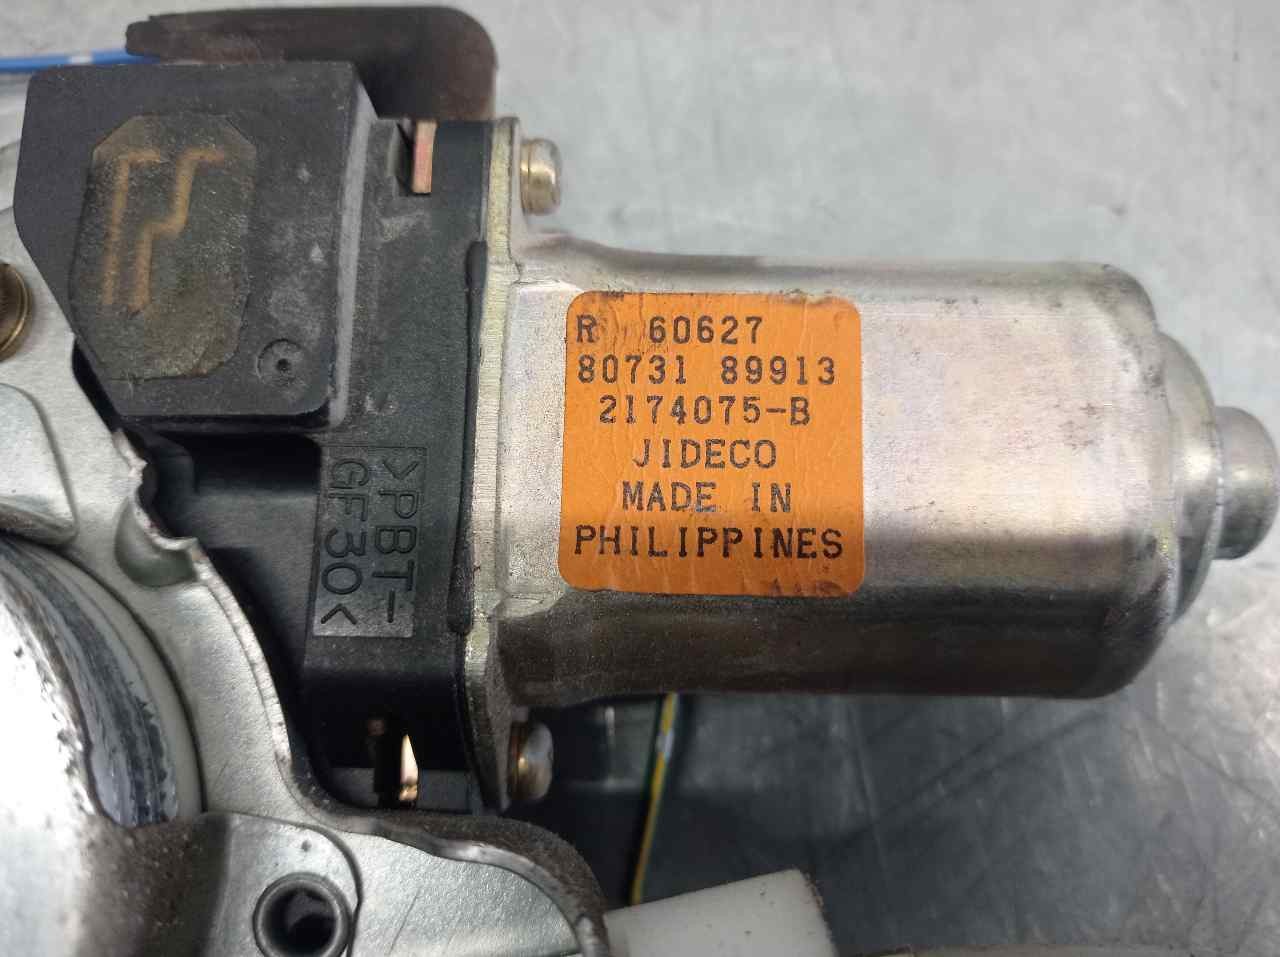 R 60627
80731 89913
2174075-B
JIDECO
MADE IN
PHILIPPINES
>PBT-
GF30<